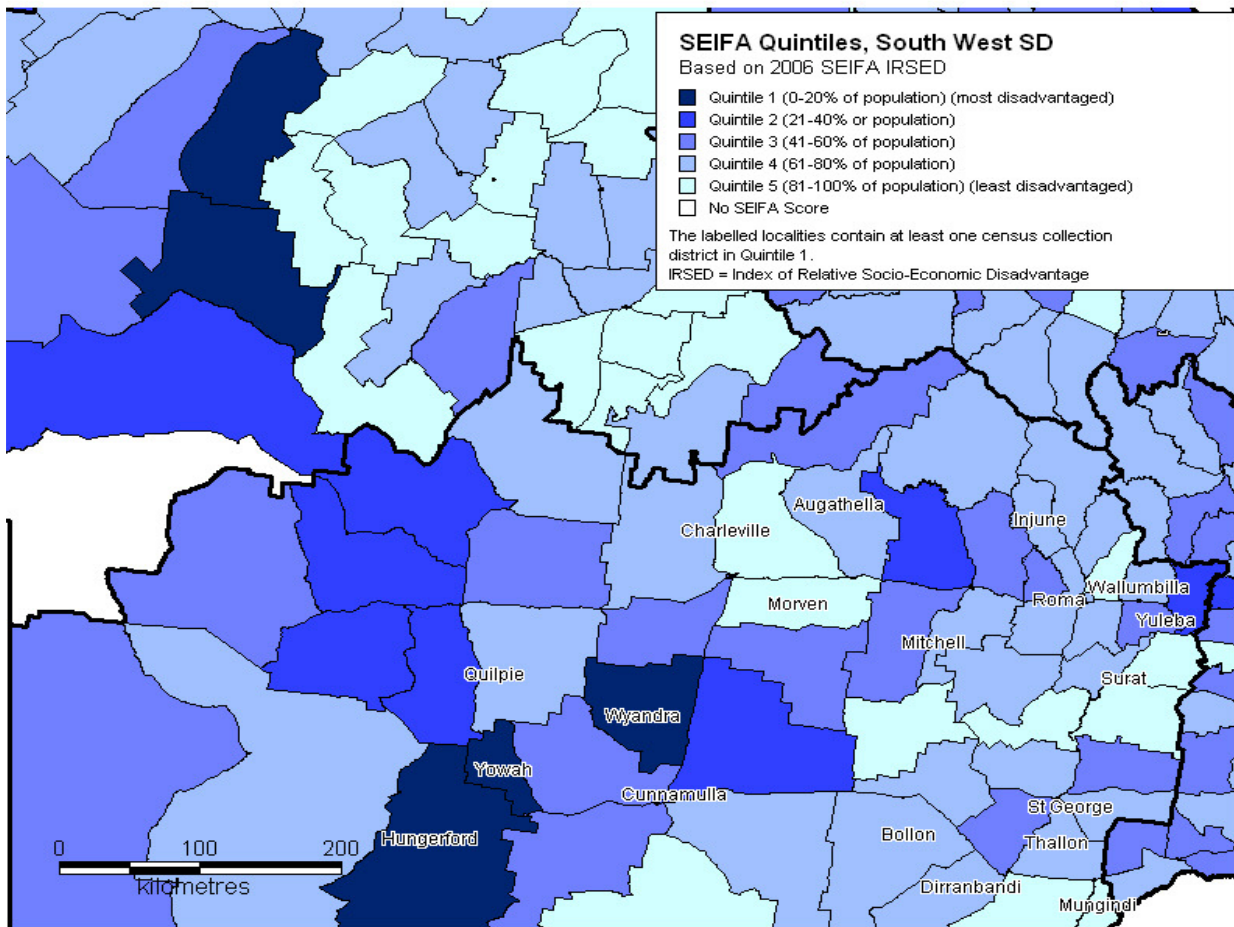 SEIFA Quintiles, South West SD
Based on 2006 SEIFA IRSED
Quintile 1 (0-20% of population) (most disadvantaged)
Quintile 2 (21-40% or population)
Quintile 3 (41-60% of population)
Quintile 4 (61-80% of population)
Quintile 5 (81-100% of population) (least disadvantaged)
No SEIFA Score
The labelled localities contain at least one census collection
district in Quintile 1.
IRSED = Index of Relative Socio-Economic Disadvantage
Augathella
Charleville
Injune
Morven
Roma
Wallumbilla
Yuleba
Mitchell
Quilpie
Surat
Wyandra
Yowah
Cunnamulla
St George
Hungerford
Bollon
Thallon
Dirranbandi
Mungindi
0 100 200
kilometres